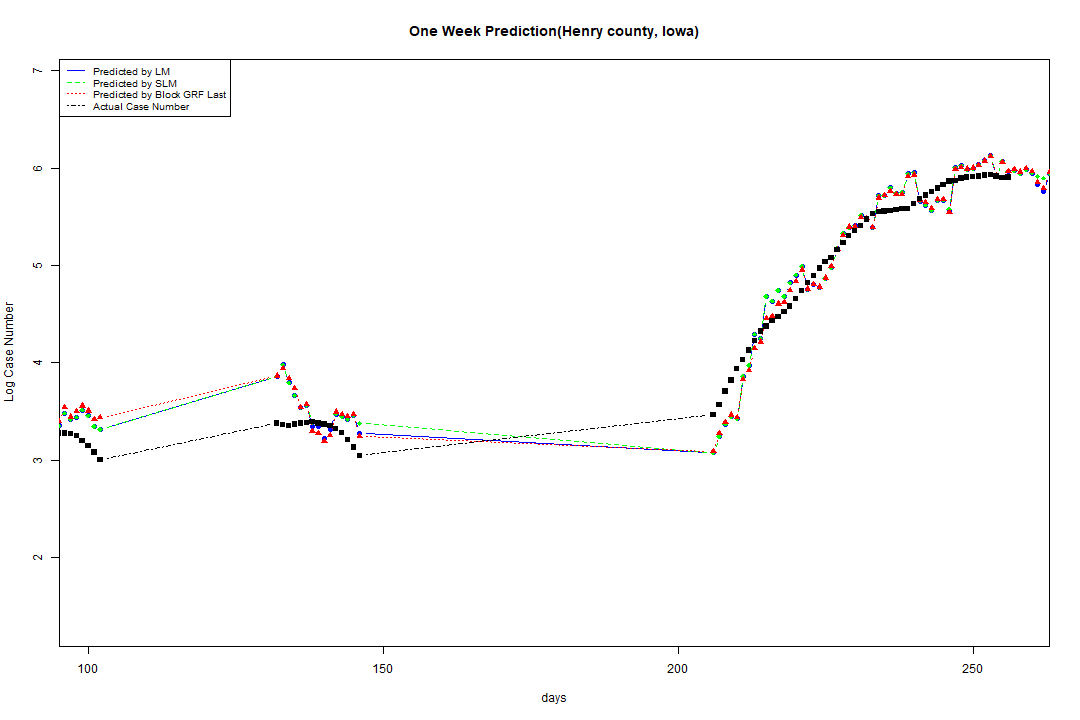 One Week Prediction(Henry county, Iowa)
Predicted by LM
Predicted by SLM
Predicted by Block GRF Last
Actual Case Number
7
6
5
4
3
2
Log Case Number
100 150 200 250
days